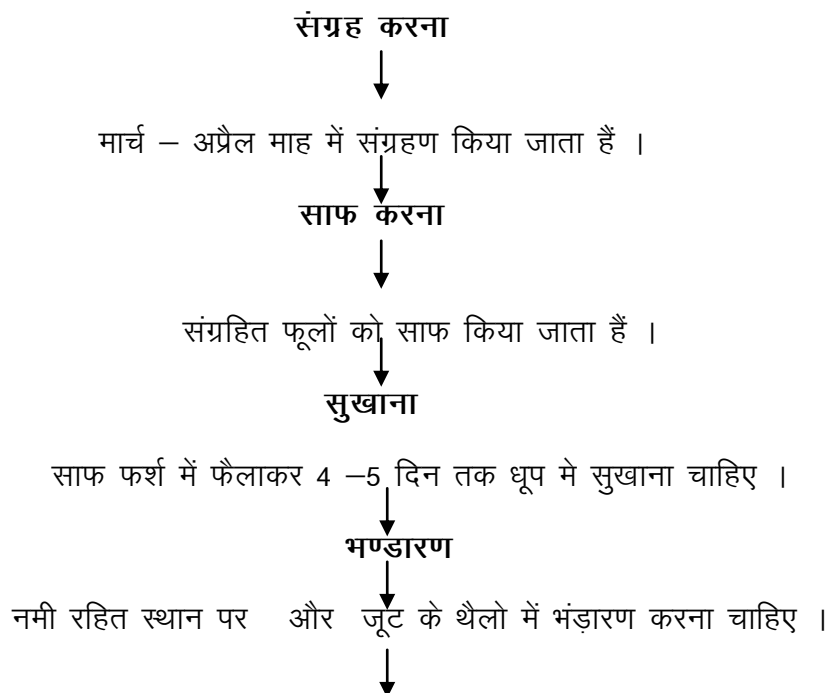 संग्रह करना
मार्च – अप्रैल माह में संग्रहण किया जाता हैं ।
साफ करना
संग्रहित फूलों को साफ किया जाता हैं ।
सुखाना
साफ फर्श में फैलाकर 4 –5 दिन तक धूप मे सुखाना चाहिए ।
भण्डारण
नमी रहित स्थान पर और जूट के थैलो में भंड़ारण करना चाहिए ।